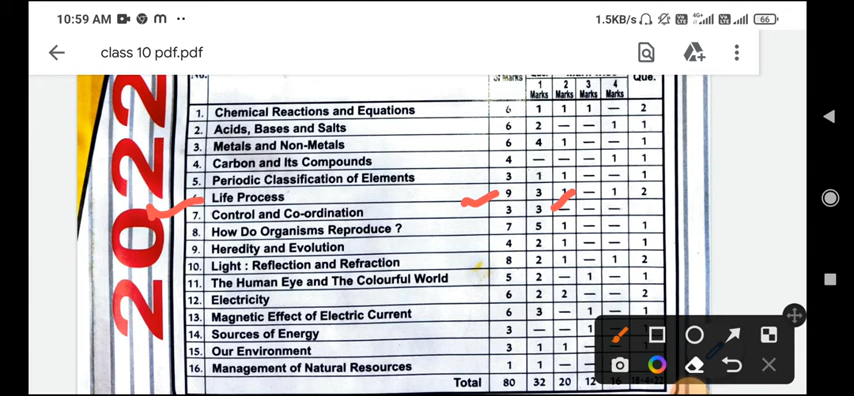 10:59 AM 1.5KB/s 4G+ 66
class 10 pdf.pdf
2022
No. of Marks Que. Que.
1 2 3 4
Marks Marks Marks Marks
1. Chemical Reactions and Equations 6 1 1 1 — 2
2. Acids, Bases and Salts 6 2 — — 1 1
3. Metals and Non-Metals 6 4 1 — — 1
4. Carbon and Its Compounds 4 — — — 1 1
5. Periodic Classification of Elements 3 1 1 — — 1
Life Process 9 3 1 — 1 2
7. Control and Co-ordination 3 3 — — —
8. How Do Organisms Reproduce ? 7 5 1 — — 1
9. Heredity and Evolution 4 2 1 — — 1
10. Light : Reflection and Refraction 8 2 1 — 1 2
11. The Human Eye and The Colourful World 5 2 — 1 — 1
12. Electricity 6 2 2 — — 2
13. Magnetic Effect of Electric Current 6 3 — 1
14. Sources of Energy 3 — — 1
15. Our Environment 3 1 1
16. Management of Natural Resources 1 1 —
Total 80 32 20 12 16